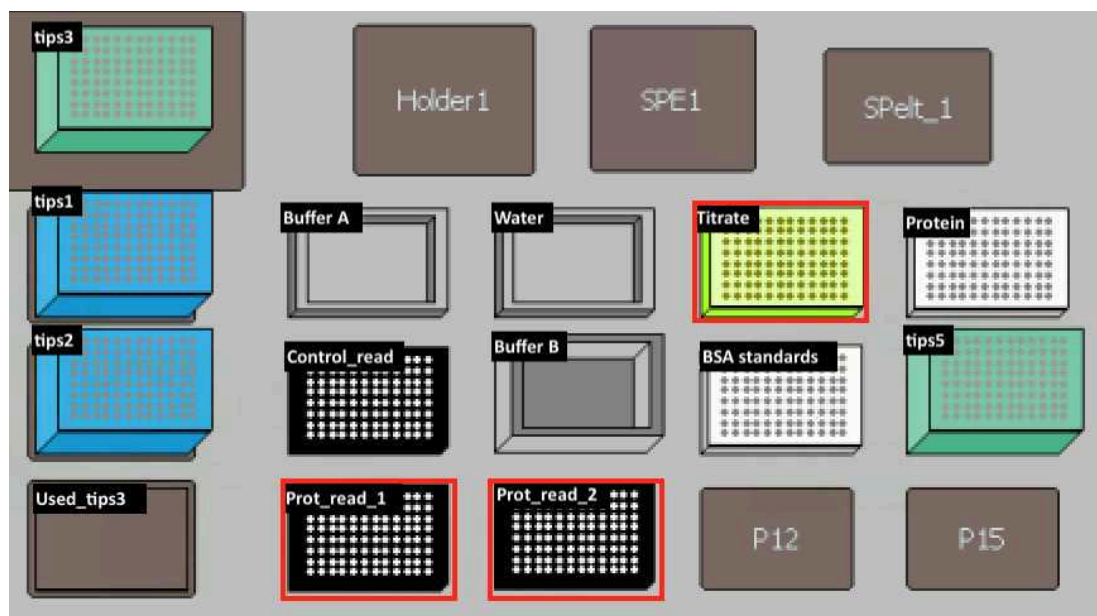 tips3
Holder1
SPE1
SPelt_1
tips1
Buffer A
Water
Titrate
Protein
tips2
Control_read
Buffer B
BSA standards
tips5
Used_tips3
Prot_read_1
Prot_read_2
P12
P15